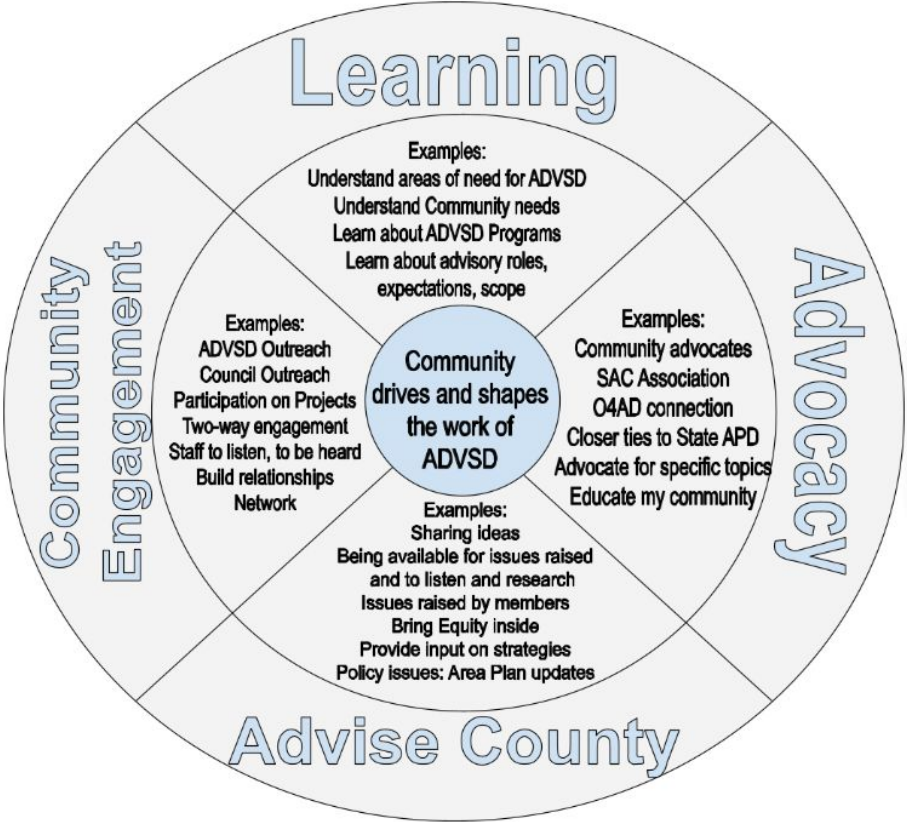 Learning
Examples:
Understand areas of need for ADVSD
Understand Community needs
Learn about ADVSD Programs
Learn about advisory roles,
expectations, scope
Community
Engagement
Examples:
ADVSD Outreach
Council Outreach
Participation on Projects
Two-way engagement
Staff to listen, to be heard
Build relationships
Network
Community
drives and shapes
the work of
ADVSD
Examples:
Community advocates
SAC Association
O4AD connection
Closer ties to State APD
Advocate for specific topics
Educate my community
Advocacy
Examples:
Sharing ideas
Being available for issues raised
and to listen and research
Issues raised by members
Bring Equity inside
Provide input on strategies
Policy issues: Area Plan updates
Advise County